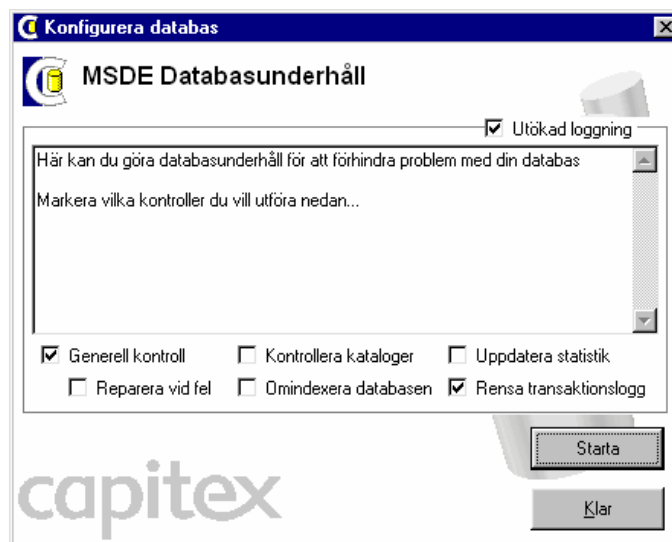 Konfigurera databas
MSDE Databasunderhåll
Utökad loggning
Här kan du göra databasunderhåll för att förhindra problem med din databas
Markera vilka kontroller du vill utföra nedan...
Generell kontroll
Kontrollera kataloger
Uppdatera statistik
Reparera vid fel
Omindexera databasen
Rensa transaktionslogg
Starta
capitex
Klar